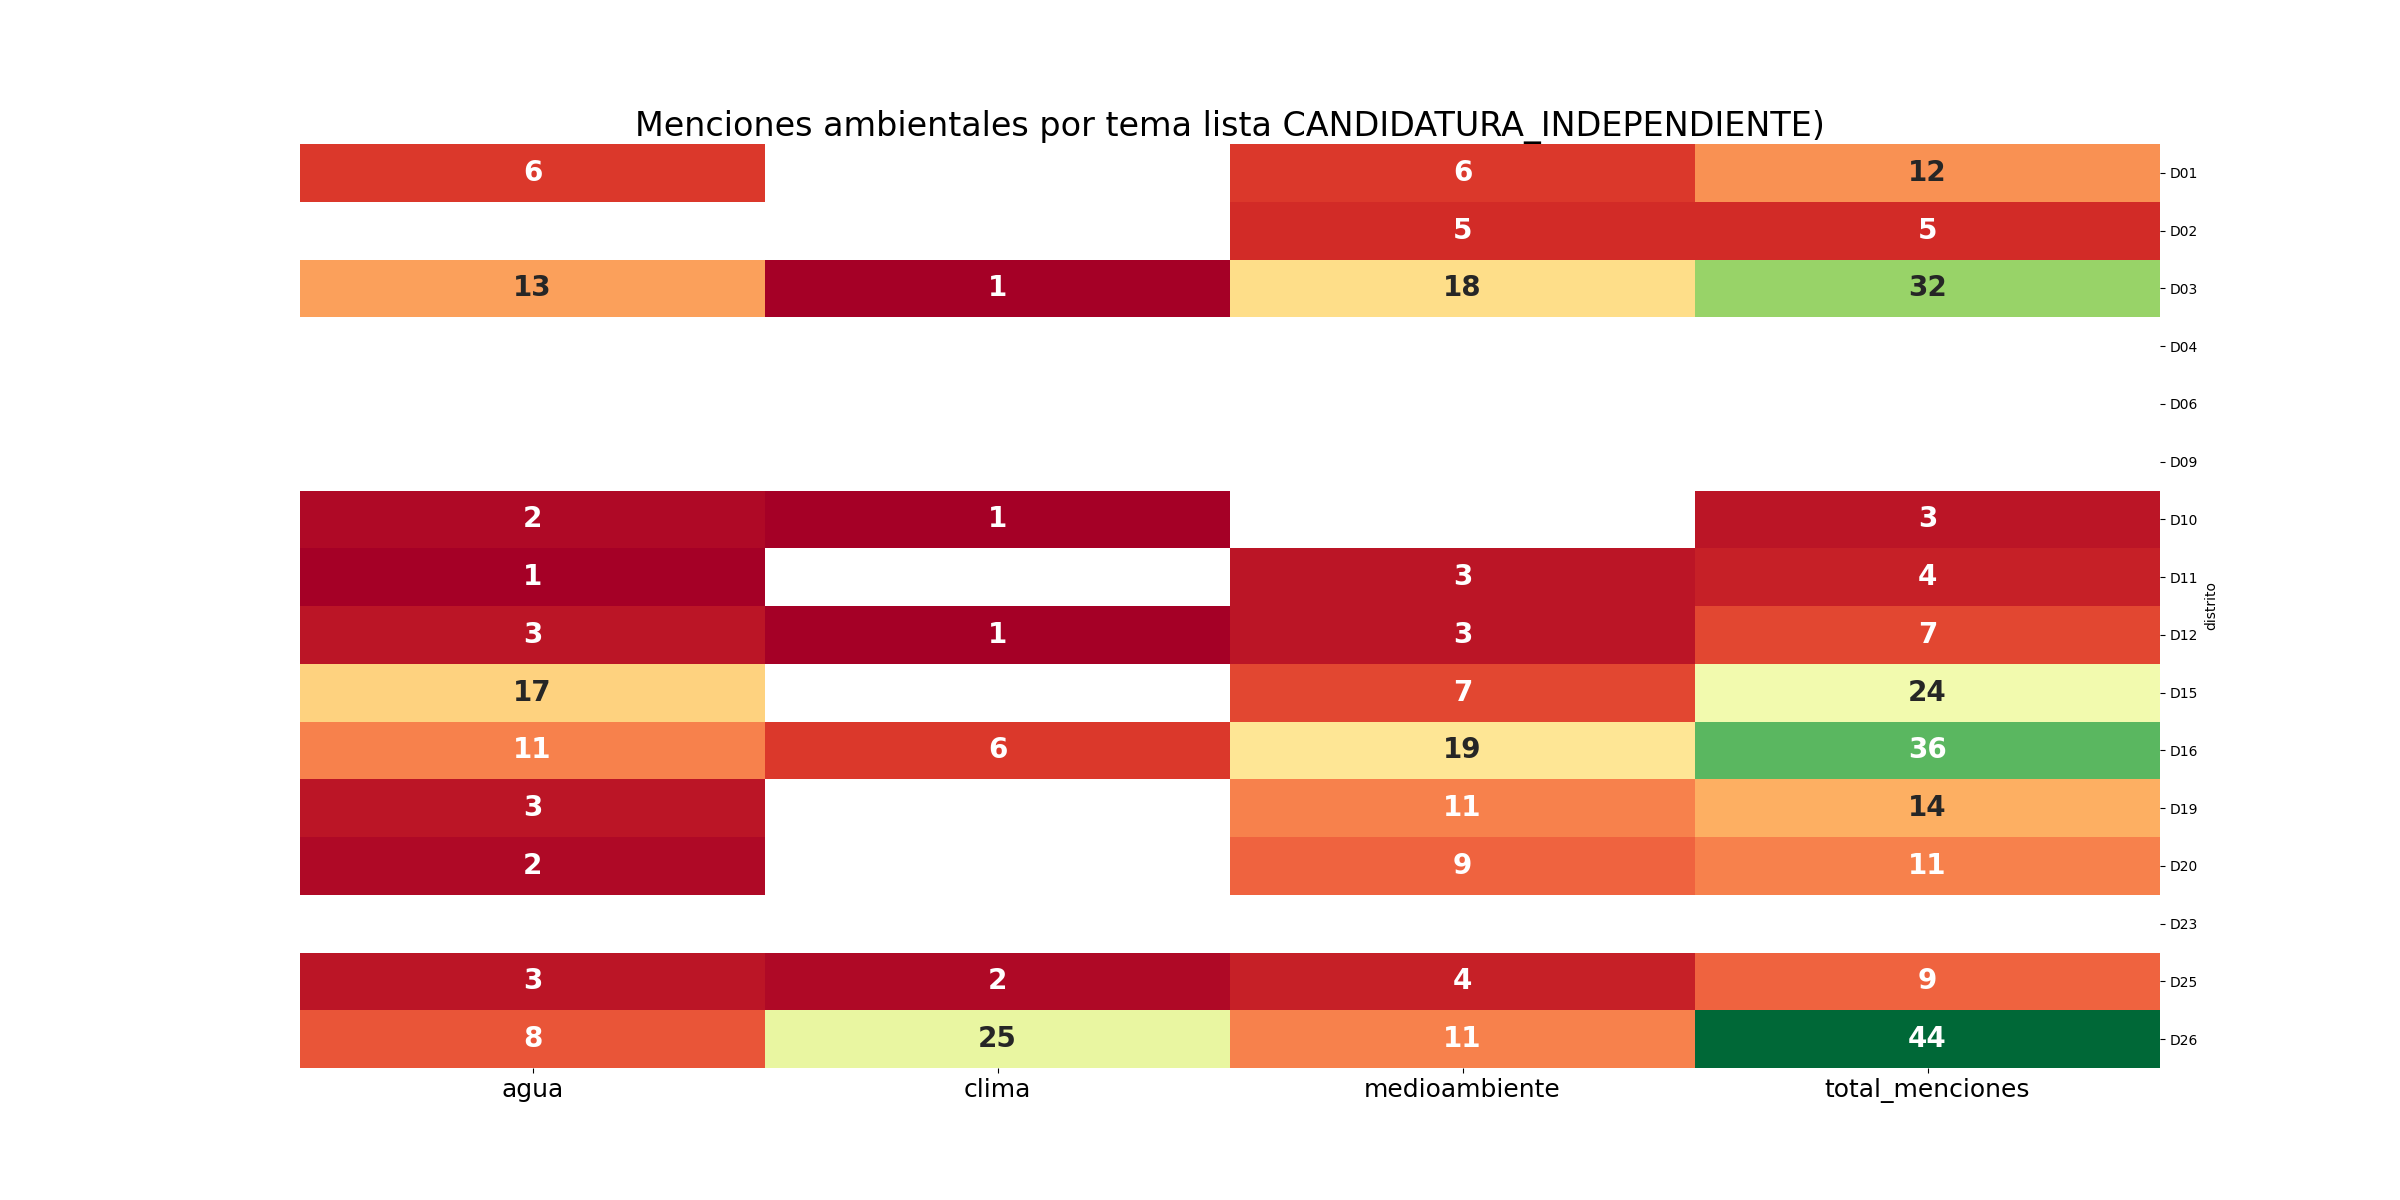 Menciones ambientales por tema lista CANDIDATURA_INDEPENDIENTE)
6 6 12 D01
5 5 D02
13 1 18 32 D03
D04
D06
D09
2 1 3 D10
1 3 4 D11
distrito
3 1 3 7 D12
17 7 24 D15
11 6 19 36 D16
3 11 14 D19
2 9 11 D20
D23
3 2 4 9 D25
8 25 11 44 D26
agua clima medioambiente total_menciones